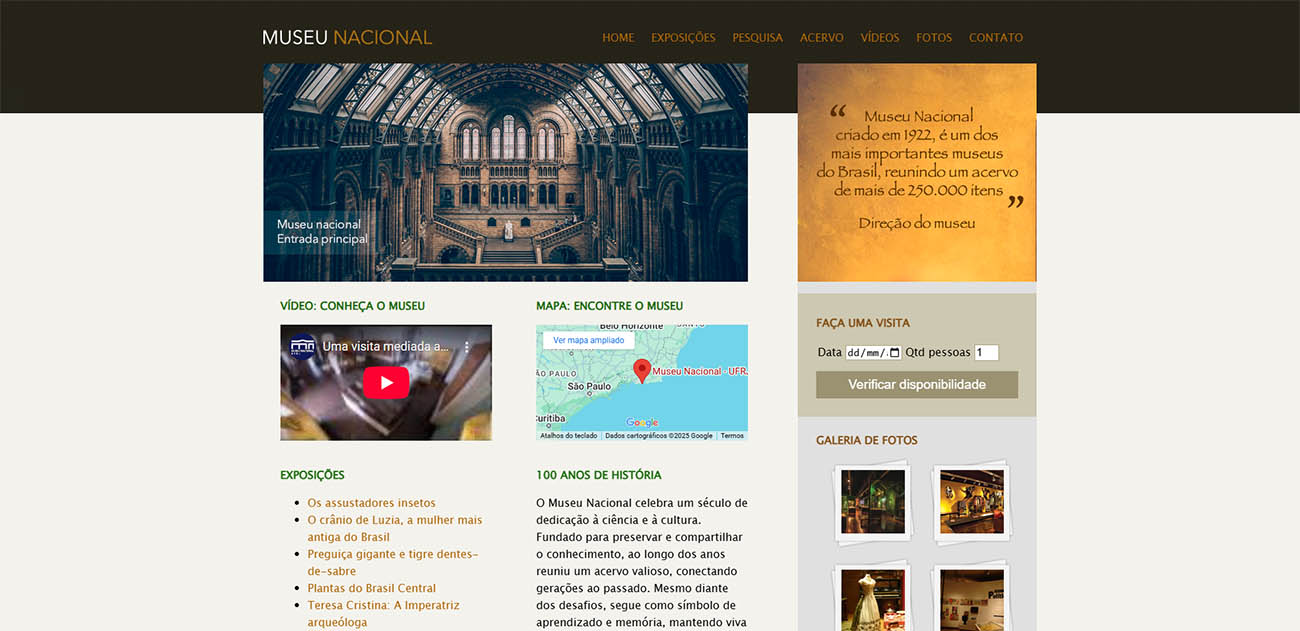 MUSEU NACIONAL
HOME EXPOSIÇÕES PESQUISA ACERVO VÍDEOS FOTOS CONTATO
Museu nacional
Entrada principal
“ Museu Nacional
criado em 1922, é um dos
mais importantes museus
do Brasil, reunindo um acervo
de mais de 250.000 itens ”
Direção do museu
VÍDEO: CONHEÇA O MUSEU
Uma visita mediada a...
MAPA: ENCONTRE O MUSEU
Belo Horizonte
Ver mapa ampliado
SÃO PAULO
São Paulo
Museu Nacional - UFR.
Curitiba
Google
Atalhos do teclado
Dados cartográficos ©2025 Google
Termos
FAÇA UMA VISITA
Data dd/mm/. Qtd pessoas 1
Verificar disponibilidade
GALERIA DE FOTOS
EXPOSIÇÕES
Os assustadores insetos
O crânio de Luzia, a mulher mais
antiga do Brasil
Preguiça gigante e tigre dentes-
de-sabre
Plantas do Brasil Central
Teresa Cristina: A Imperatriz
arqueóloga
100 ANOS DE HISTÓRIA
O Museu Nacional celebra um século de
dedicação à ciência e à cultura.
Fundado para preservar e compartilhar
o conhecimento, ao longo dos anos
reuniu um acervo valioso, conectando
gerações ao passado. Mesmo diante
dos desafios, segue como símbolo de
aprendizado e memória, mantendo viva